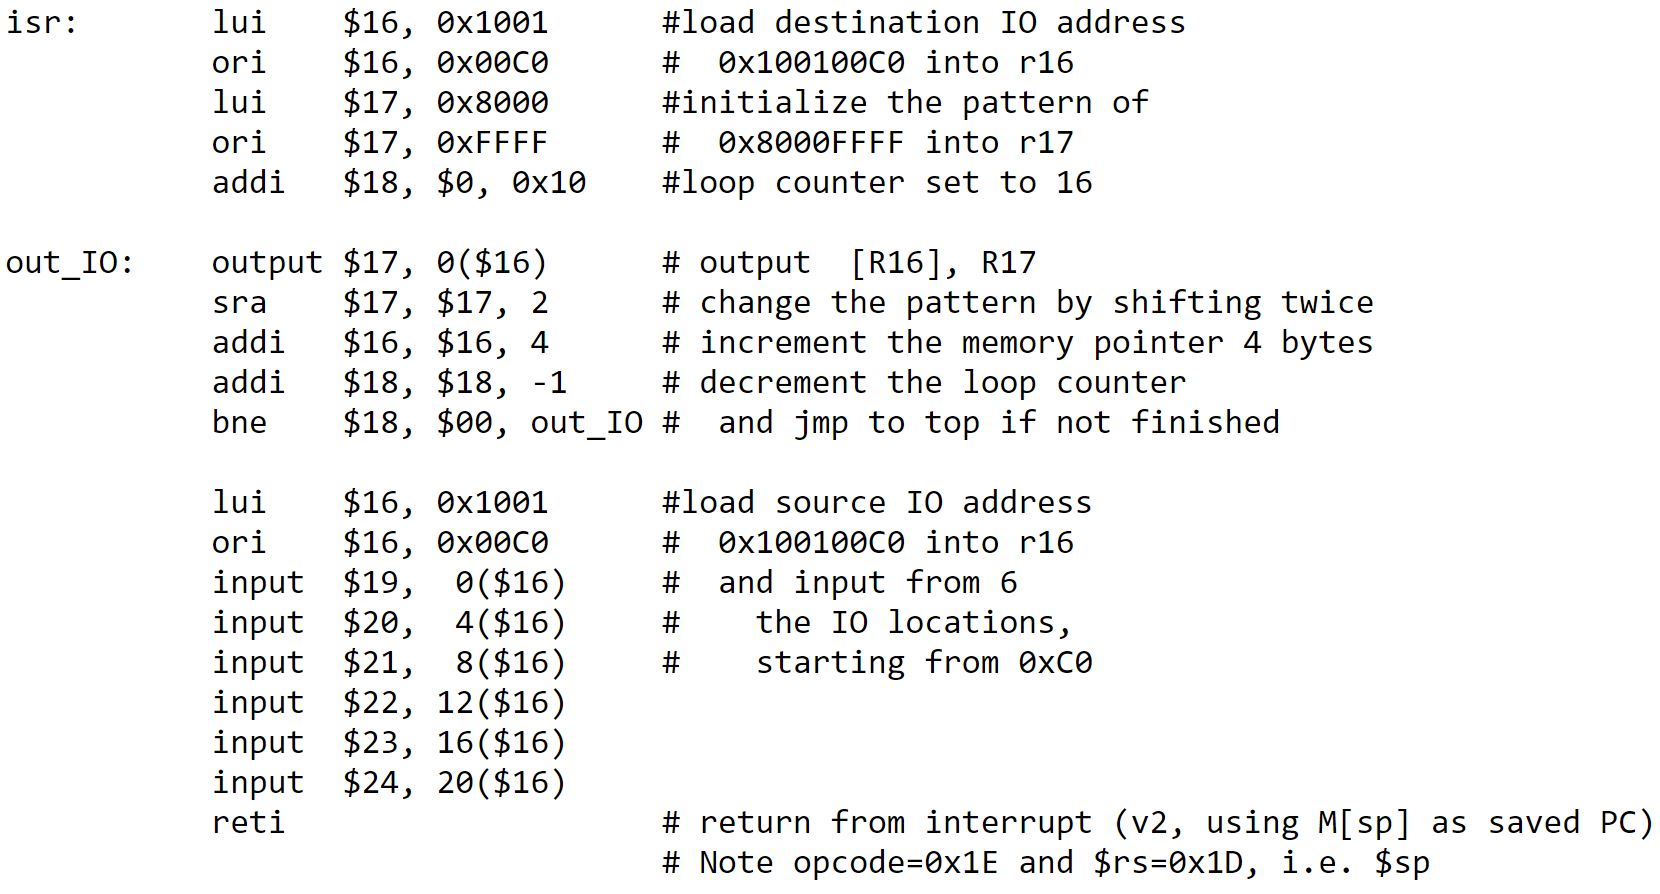 isr: lui $16, 0x1001 #load destination IO address
ori $16, 0x00C0 # 0x100100C0 into r16
lui $17, 0x8000 #initialize the pattern of
ori $17, 0xFFFF # 0x8000FFFF into r17
addi $18, $0, 0x10 #loop counter set to 16
out_IO: output $17, 0($16) # output [R16], R17
sra $17, $17, 2 # change the pattern by shifting twice
addi $16, $16, 4 # increment the memory pointer 4 bytes
addi $18, $18, -1 # decrement the loop counter
bne $18, $00, out_IO # and jmp to top if not finished
lui $16, 0x1001 #load source IO address
ori $16, 0x00C0 # 0x100100C0 into r16
input $19, 0($16) # and input from 6
input $20, 4($16) # the IO locations,
input $21, 8($16) # starting from 0xC0
input $22, 12($16)
input $23, 16($16)
input $24, 20($16)
reti # return from interrupt (v2, using M[sp] as saved PC)
# Note opcode=0x1E and $rs=0x1D, i.e. $sp